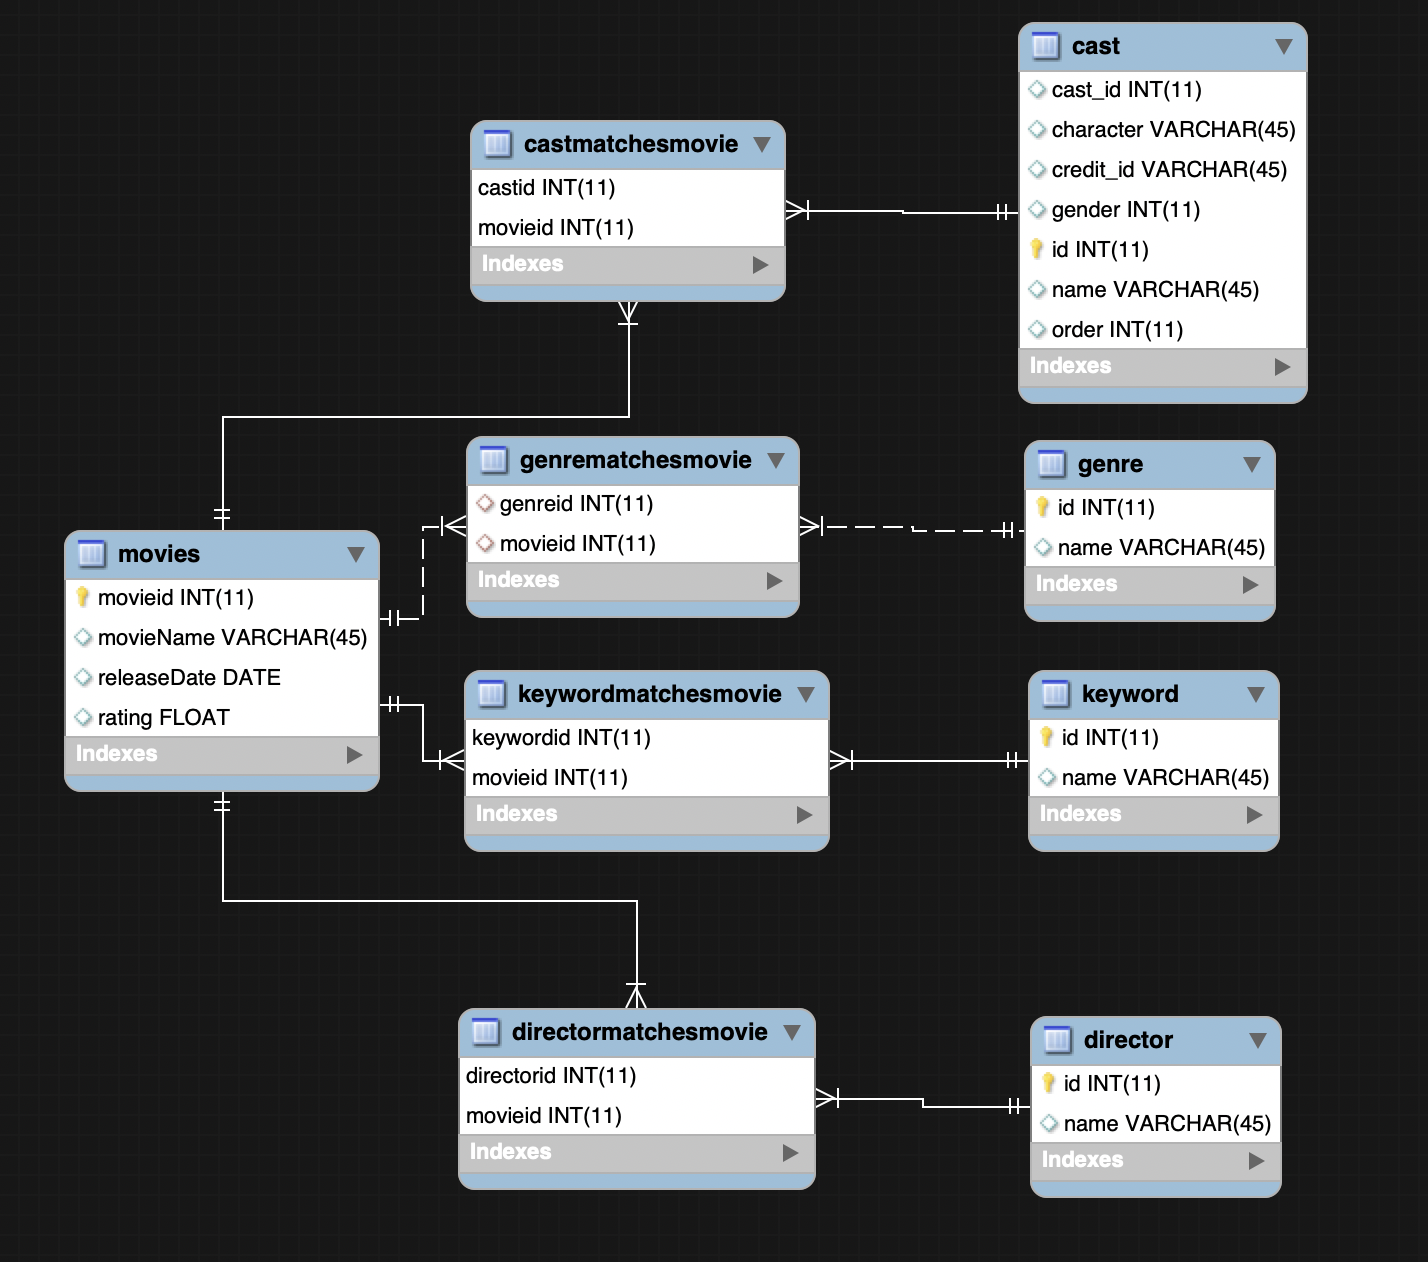 cast
cast_id INT(11)
character VARCHAR(45)
credit_id VARCHAR(45)
gender INT(11)
id INT(11)
name VARCHAR(45)
order INT(11)
Indexes
castmatchesmovie
castid INT(11)
movieid INT(11)
Indexes
genrematchesmovie
genreid INT(11)
movieid INT(11)
Indexes
genre
id INT(11)
name VARCHAR(45)
Indexes
movies
movieid INT(11)
movieName VARCHAR(45)
releaseDate DATE
rating FLOAT
Indexes
keywordmatchesmovie
keywordid INT(11)
movieid INT(11)
Indexes
keyword
id INT(11)
name VARCHAR(45)
Indexes
directormatchesmovie
directorid INT(11)
movieid INT(11)
Indexes
director
id INT(11)
name VARCHAR(45)
Indexes